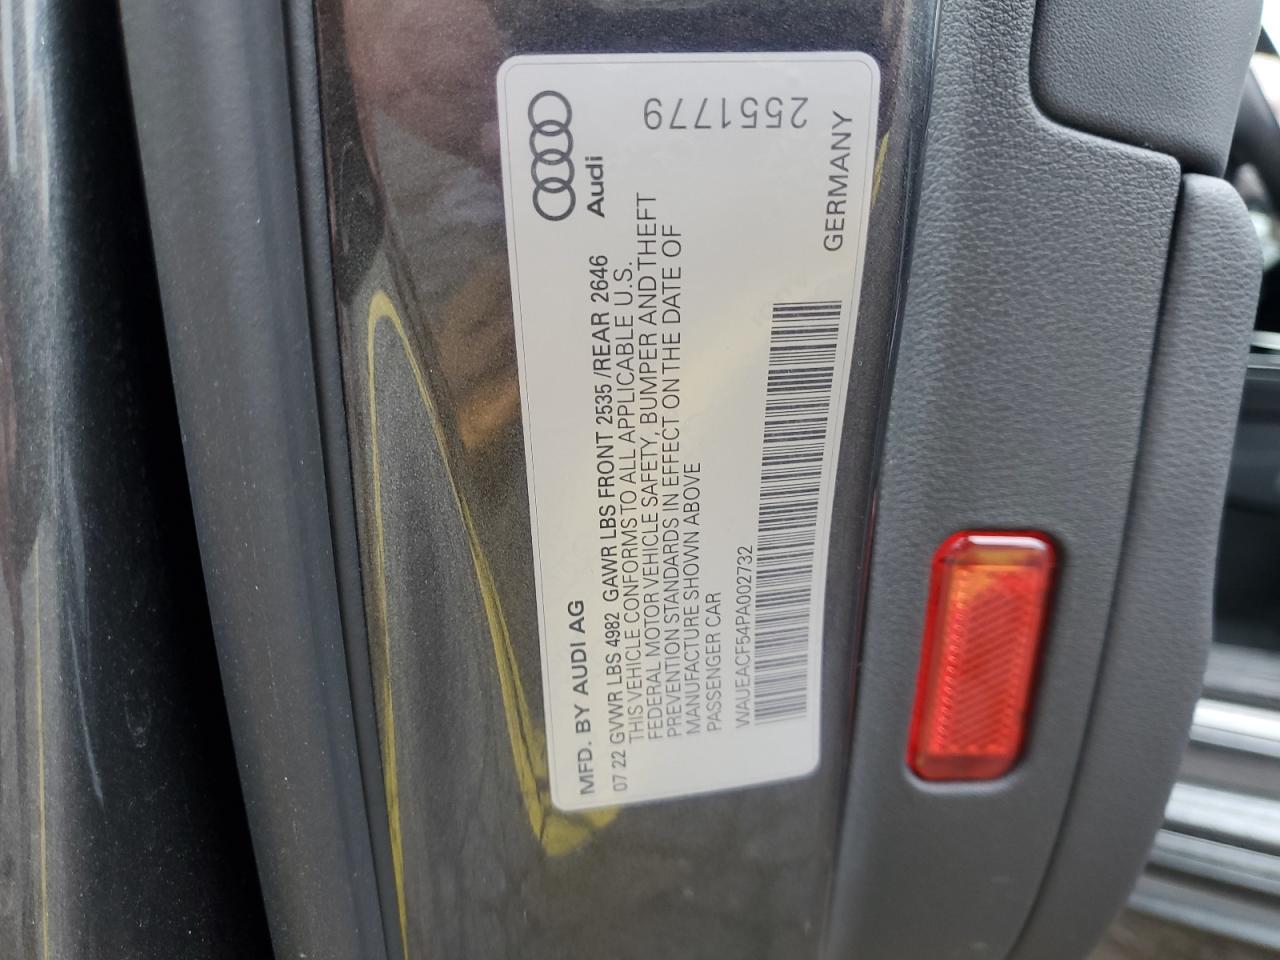 Audi
MFD. BY AUDI AG
07 22 GVWR LBS 4982 GAWR LBS FRONT 2535 /REAR 2646
THIS VEHICLE CONFORMS TO ALL APPLICABLE U.S.
FEDERAL MOTOR VEHICLE SAFETY, BUMPER AND THEFT
PREVENTION STANDARDS IN EFFECT ON THE DATE OF
MANUFACTURE SHOWN ABOVE
PASSENGER CAR
WAUEACF54PA002732
2551779
GERMANY